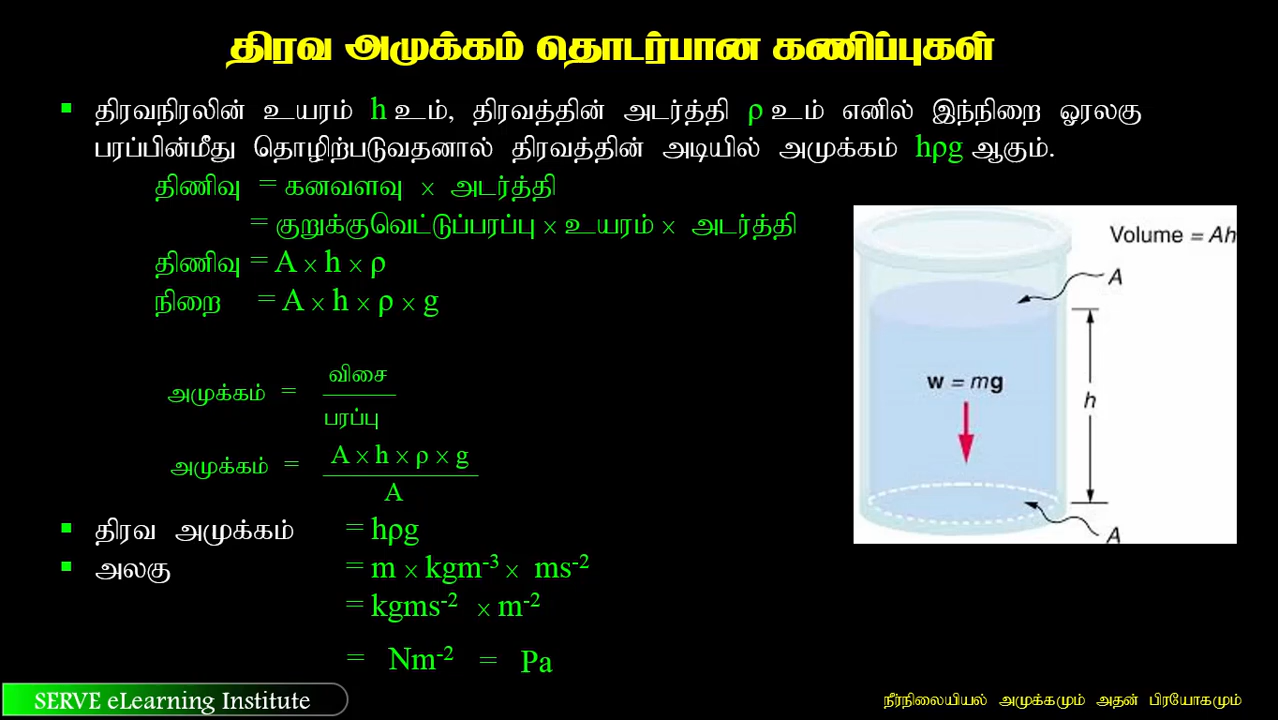 திரவ அமுக்கம் தொடர்பான கணிப்புகள்
▪ திரவநிரலின் உயரம் h உம், திரவத்தின் அடர்த்தி ρ உம் எனில் இந்நிறை ஓரலகு
பரப்பின்மீது தொழிற்படுவதனால் திரவத்தின் அடியில் அமுக்கம் hρg ஆகும்.
திணிவு = கனவளவு × அடர்த்தி
= குறுக்குவெட்டுப்பரப்பு × உயரம் × அடர்த்தி
திணிவு = A × h × ρ
நிறை = A × h × ρ × g
அமுக்கம் = விசை / பரப்பு
அமுக்கம் = A × h × ρ × g / A
▪ திரவ அமுக்கம் = hρg
▪ அலகு = m × kgm⁻³ × ms⁻²
= kgms⁻² × m⁻²
= Nm⁻² = Pa
Volume = Ah
A
w = mg
h
A
SERVE eLearning Institute
நீர்நிலையியல் அமுக்கமும் அதன் பிரயோகமும்